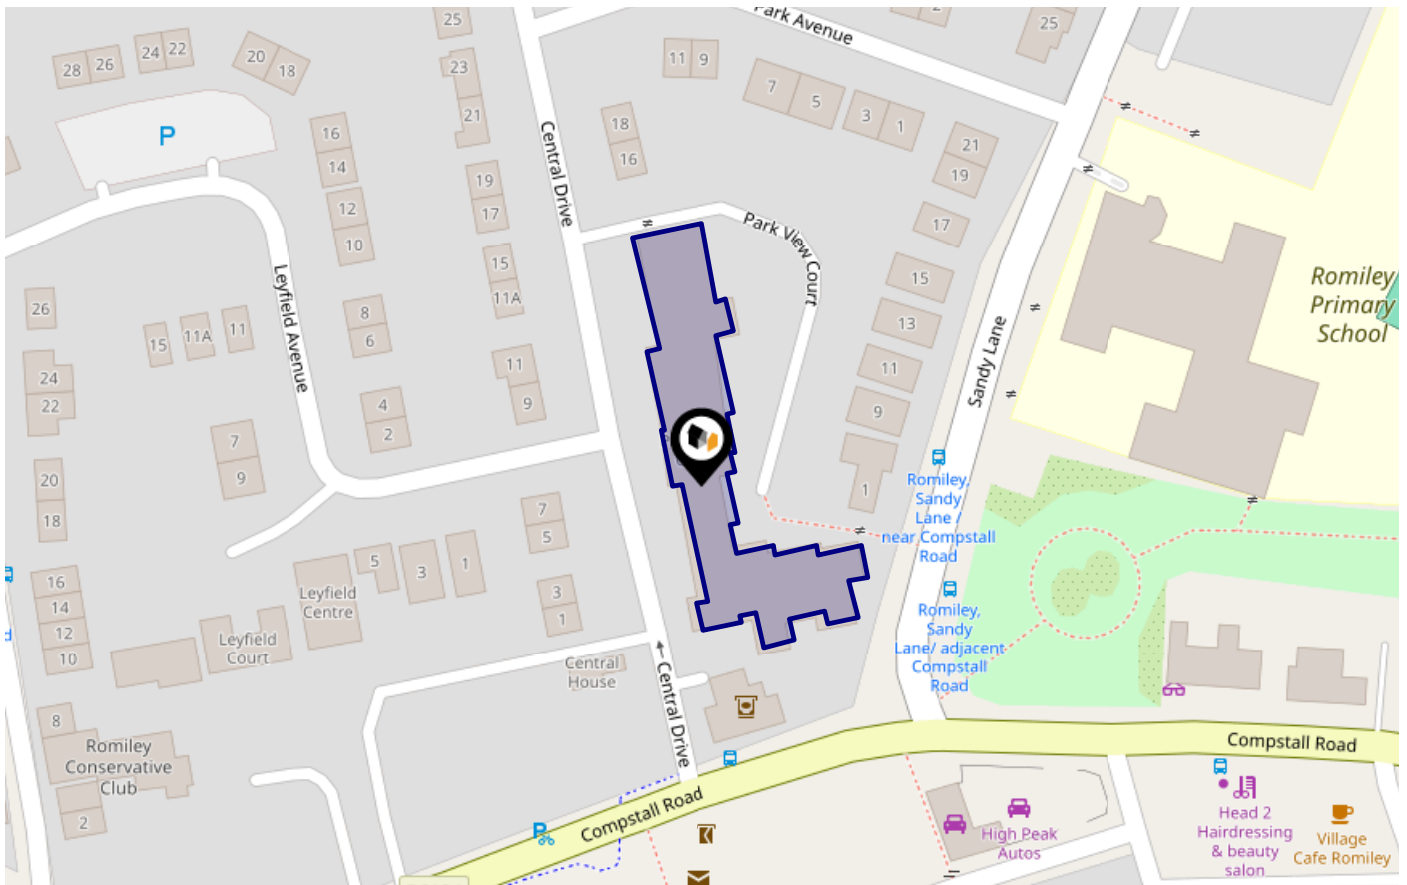 Park Avenue
25
2
25
28
26
24
22
20
18
23
21
11
9
7
5
3
1
P
16
14
18
16
21
19
Central Drive
19
17
12
10
17
Park View Court
15
11A
15
13
11
9
1
26
15
11A
11
8
6
Leyfield Avenue
11
9
24
22
4
2
7
9
20
18
7
5
Sandy Lane
Romiley
Primary
School
Romiley,
Sandy
Lane /
near Compstall
Road
Romiley,
Sandy
Lane/ adjacent
Compstall
Road
16
14
12
10
Leyfield
Centre
5
3
1
3
1
Leyfield
Court
Central
House
Central Drive
8
Romiley
Conservative
Club
2
Compstall Road
Compstall Road
P
High Peak
Autos
Head 2
Hairdressing
& beauty
salon
Village
Cafe Romiley
d